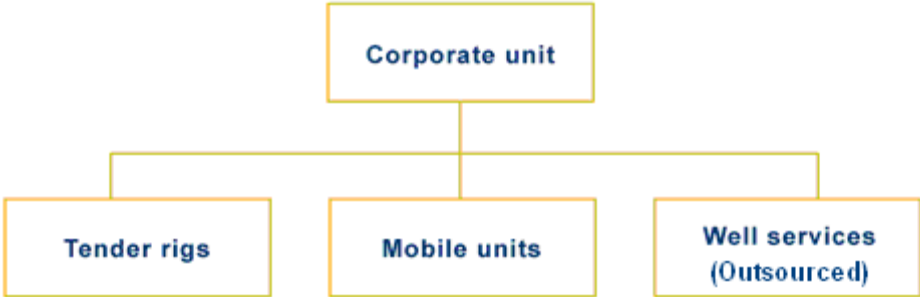 Corporate unit
Tender rigs
Mobile units
Well services
(Outsourced)